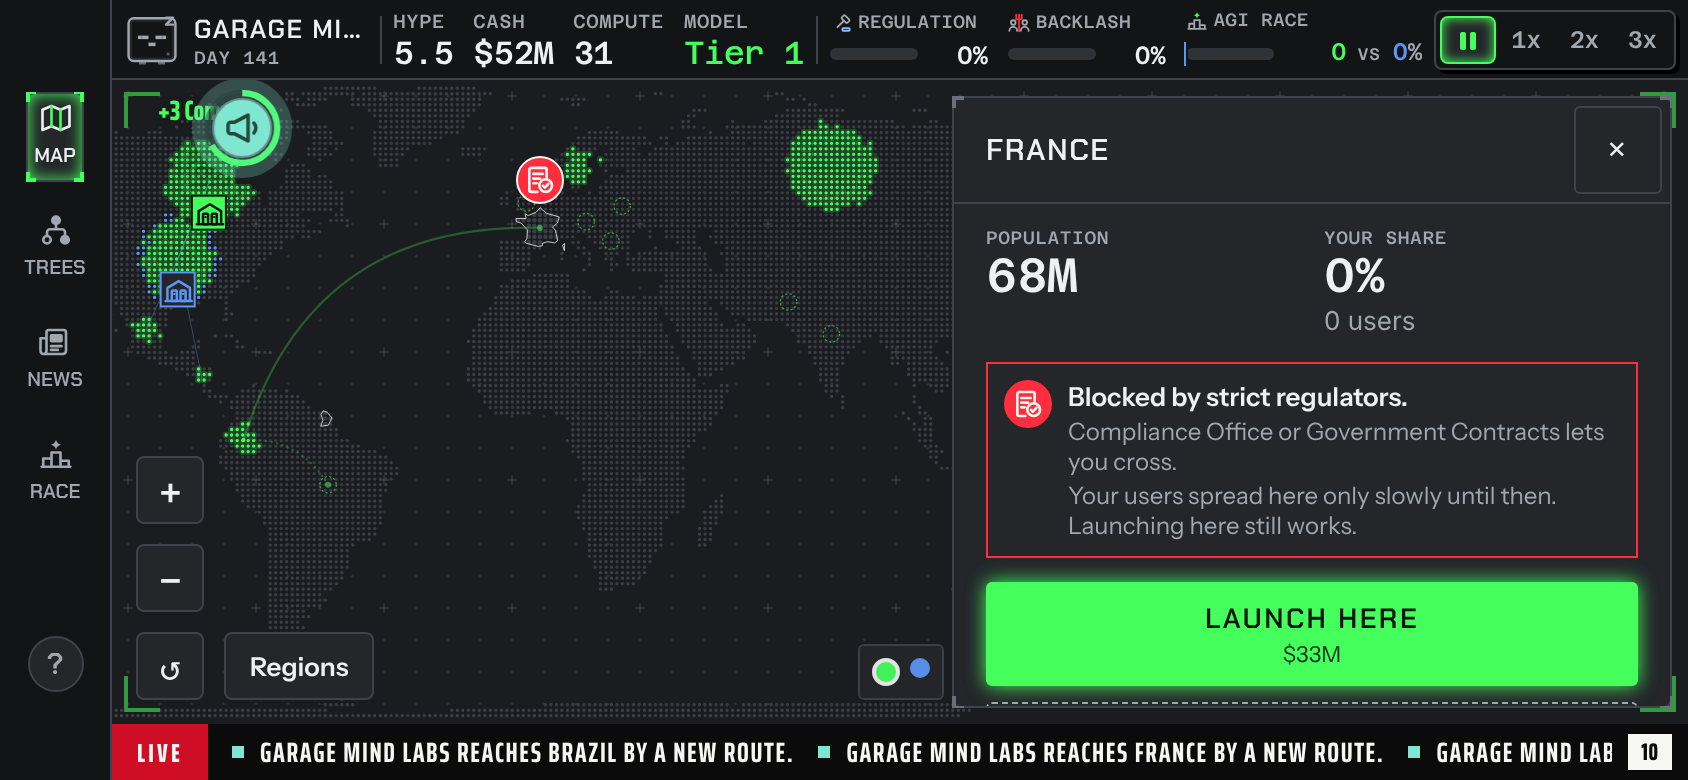 GARAGE MI...
DAY 141
HYPE
5.5
CASH
$52M
COMPUTE
31
MODEL
Tier 1
REGULATION
0%
BACKLASH
0%
AGI RACE
0 vs 0%
1x
2x
3x
MAP
TREES
NEWS
RACE
?
+3 Com
+
−
↺
Regions
FRANCE
×
POPULATION
68M
YOUR SHARE
0%
0 users
Blocked by strict regulators.
Compliance Office or Government Contracts lets
you cross.
Your users spread here only slowly until then.
Launching here still works.
LAUNCH HERE
$33M
LIVE
GARAGE MIND LABS REACHES BRAZIL BY A NEW ROUTE.
GARAGE MIND LABS REACHES FRANCE BY A NEW ROUTE.
GARAGE MIND LAB
10